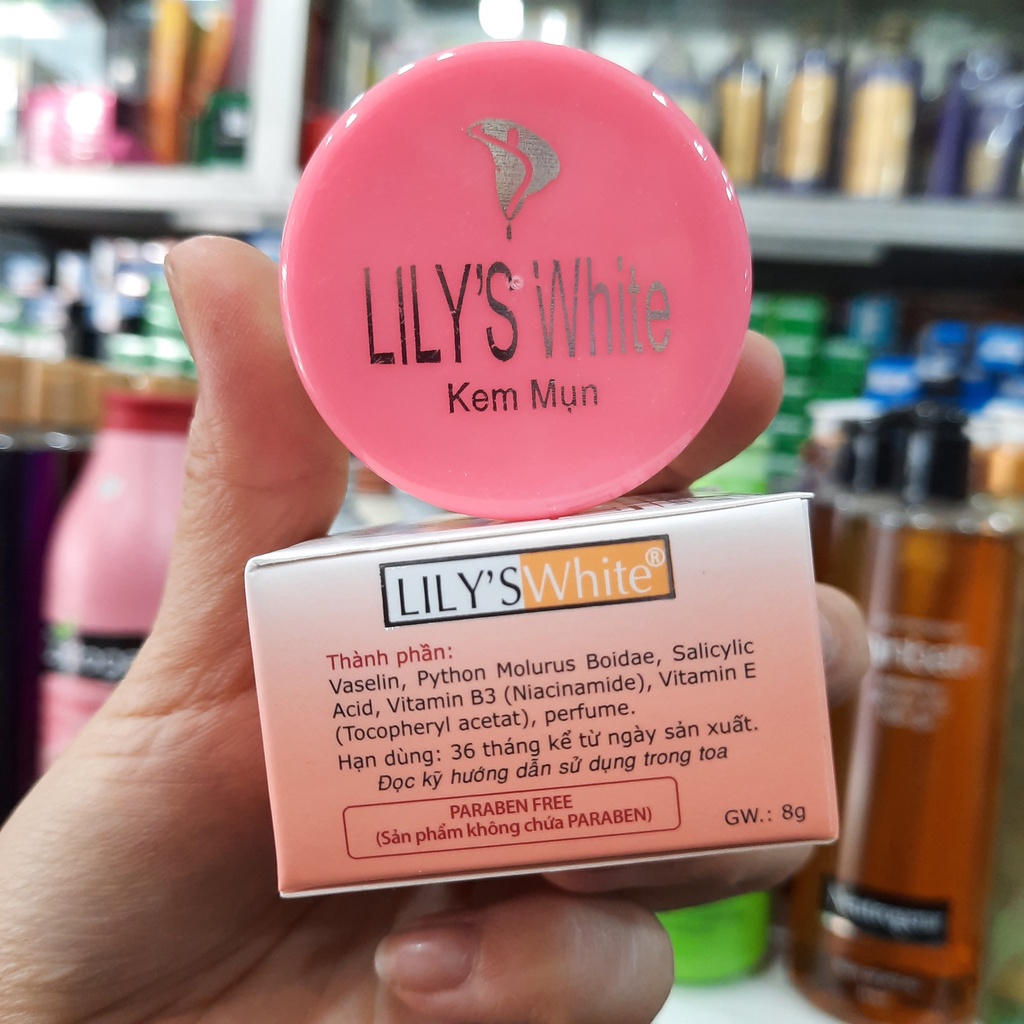 LILY'S White
Kem Mụn
LILY'S White®
Thành phần:
Vaselin, Python Molurus Boidae, Salicylic
Acid, Vitamin B3 (Niacinamide), Vitamin E
(Tocopheryl acetat), perfume.
Hạn dùng: 36 tháng kể từ ngày sản xuất.
Đọc kỹ hướng dẫn sử dụng trong toa
PARABEN FREE
(Sản phẩm không chứa PARABEN)
GW.: 8g
Neutrogena